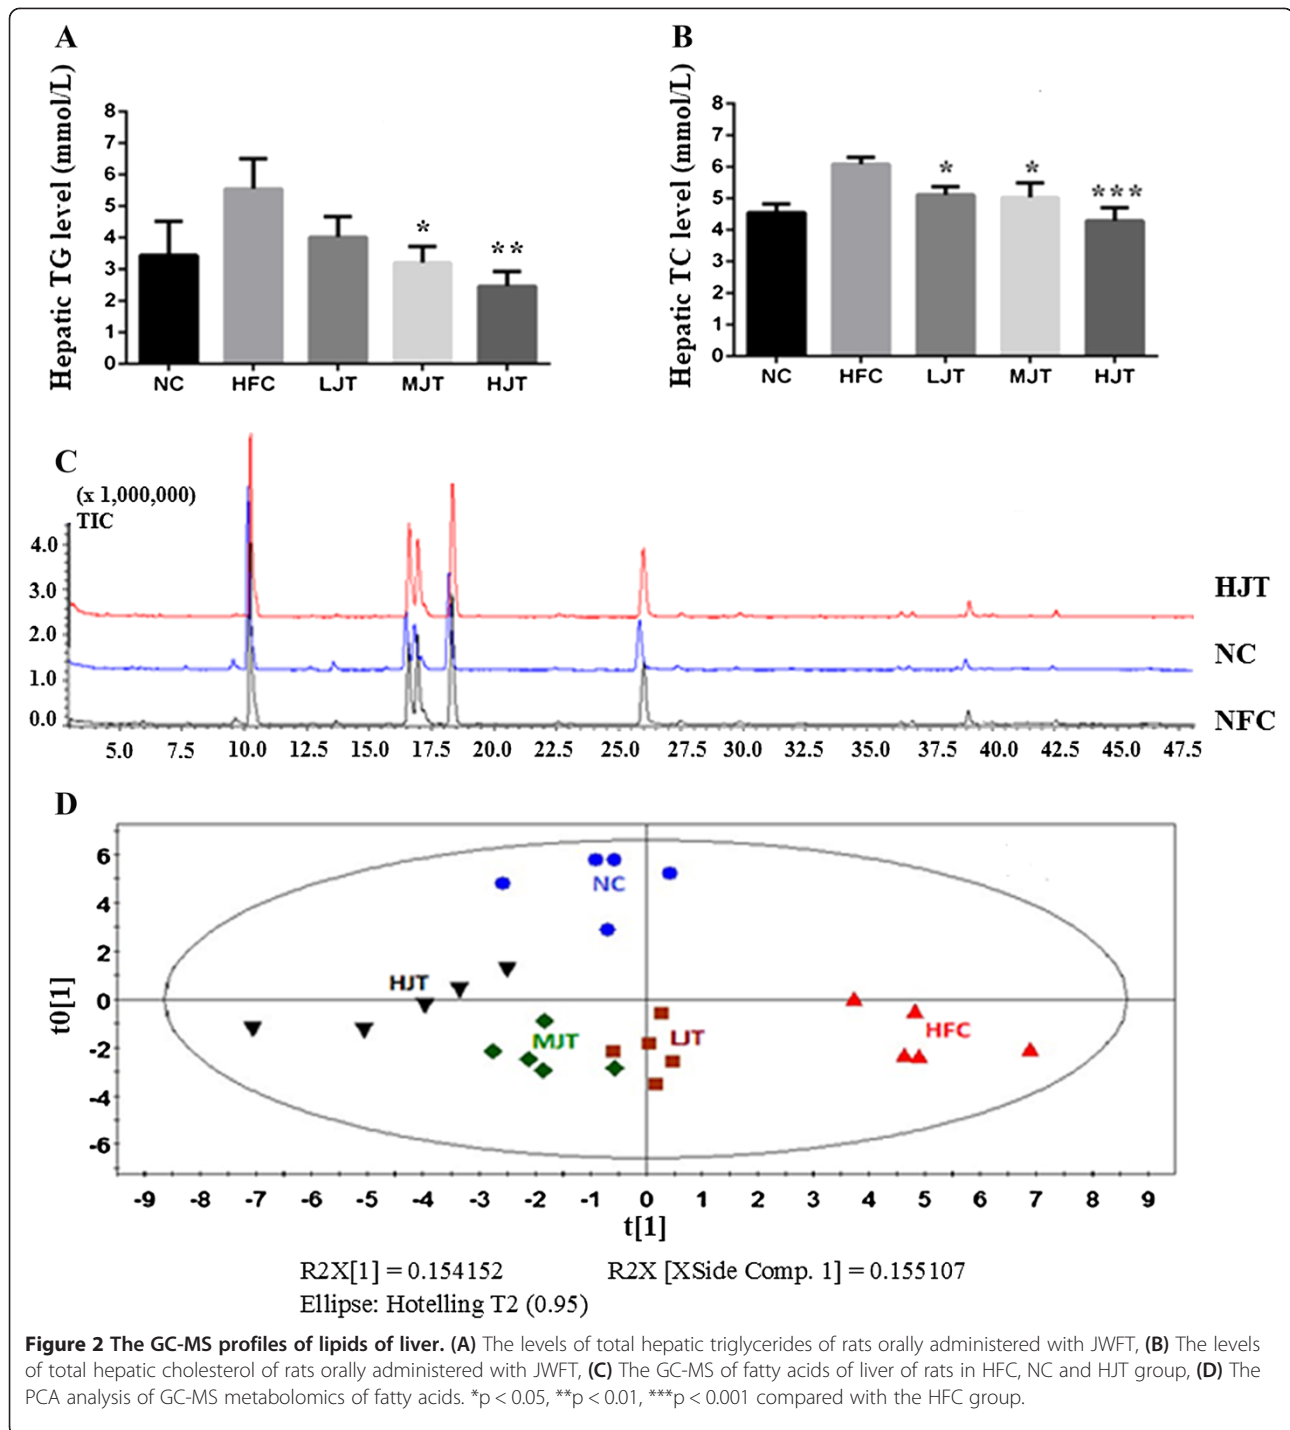 A
Hepatic TG level (mmol/L)
8
7
6
5
4
3
2
1
0
*
**
NC HFC LJT MJT HJT
B
Hepatic TC level (mmol/L)
8
7
6
5
4
3
2
1
0
*
*
***
NC HFC LJT MJT HJT
C
(x 1,000,000)
TIC
4.0
3.0
2.0
1.0
0.0
HJT
NC
NFC
5.0 7.5 10.0 12.5 15.0 17.5 20.0 22.5 25.0 27.5 30.0 32.5 35.0 37.5 40.0 42.5 47.5
D
t0[1]
6
4
2
0
-2
-4
-6
NC
HJT
MJT
LJT
HFC
-9 -8 -7 -6 -5 -4 -3 -2 -1 0 1 2 3 4 5 6 7 8 9
t[1]
R2X[1] = 0.154152 R2X [XSide Comp. 1] = 0.155107
Ellipse: Hotelling T2 (0.95)
Figure 2 The GC-MS profiles of lipids of liver. (A) The levels of total hepatic triglycerides of rats orally administered with JWFT, (B) The levels
of total hepatic cholesterol of rats orally administered with JWFT, (C) The GC-MS of fatty acids of liver of rats in HFC, NC and HJT group, (D) The
PCA analysis of GC-MS metabolomics of fatty acids. *p < 0.05, **p < 0.01, ***p < 0.001 compared with the HFC group.